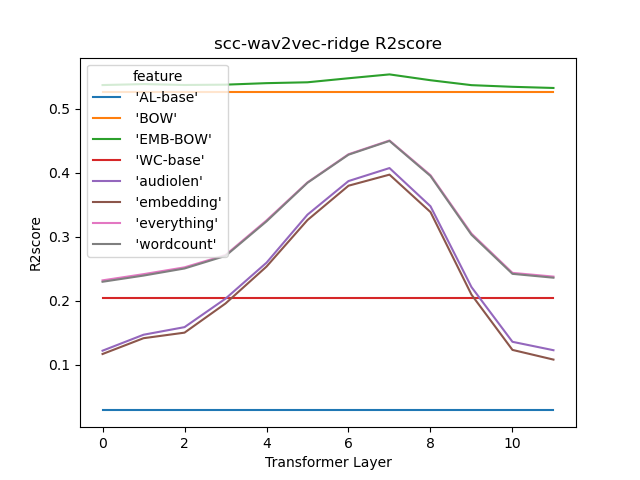 scc-wav2vec-ridge R2score
feature
'AL-base'
'BOW'
'EMB-BOW'
'WC-base'
'audiolen'
'embedding'
'everything'
'wordcount'
0.5
0.4
0.3
0.2
0.1
R2score
0 2 4 6 8 10
Transformer Layer